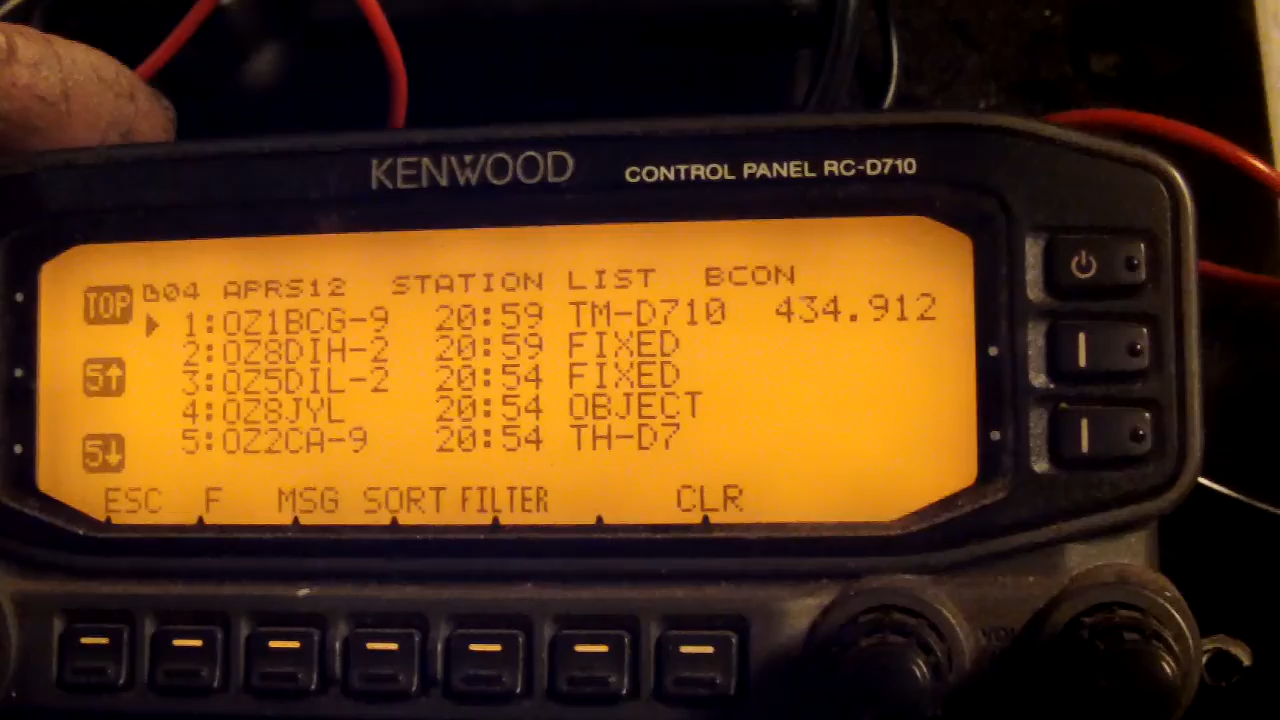 KENWOOD CONTROL PANEL RC-D710
04 APRS12 STATION LIST BCON
TOP
1:OZ1BCG-9 20:59 TM-D710 434.912
2:OZ8DIH-2 20:59 FIXED
5↑ 3:OZ5DIL-2 20:54 FIXED
4:OZ8JYL 20:54 OBJECT
5↓ 5:OZ2CA-9 20:54 TH-D7
ESC F MSG SORT FILTER CLR